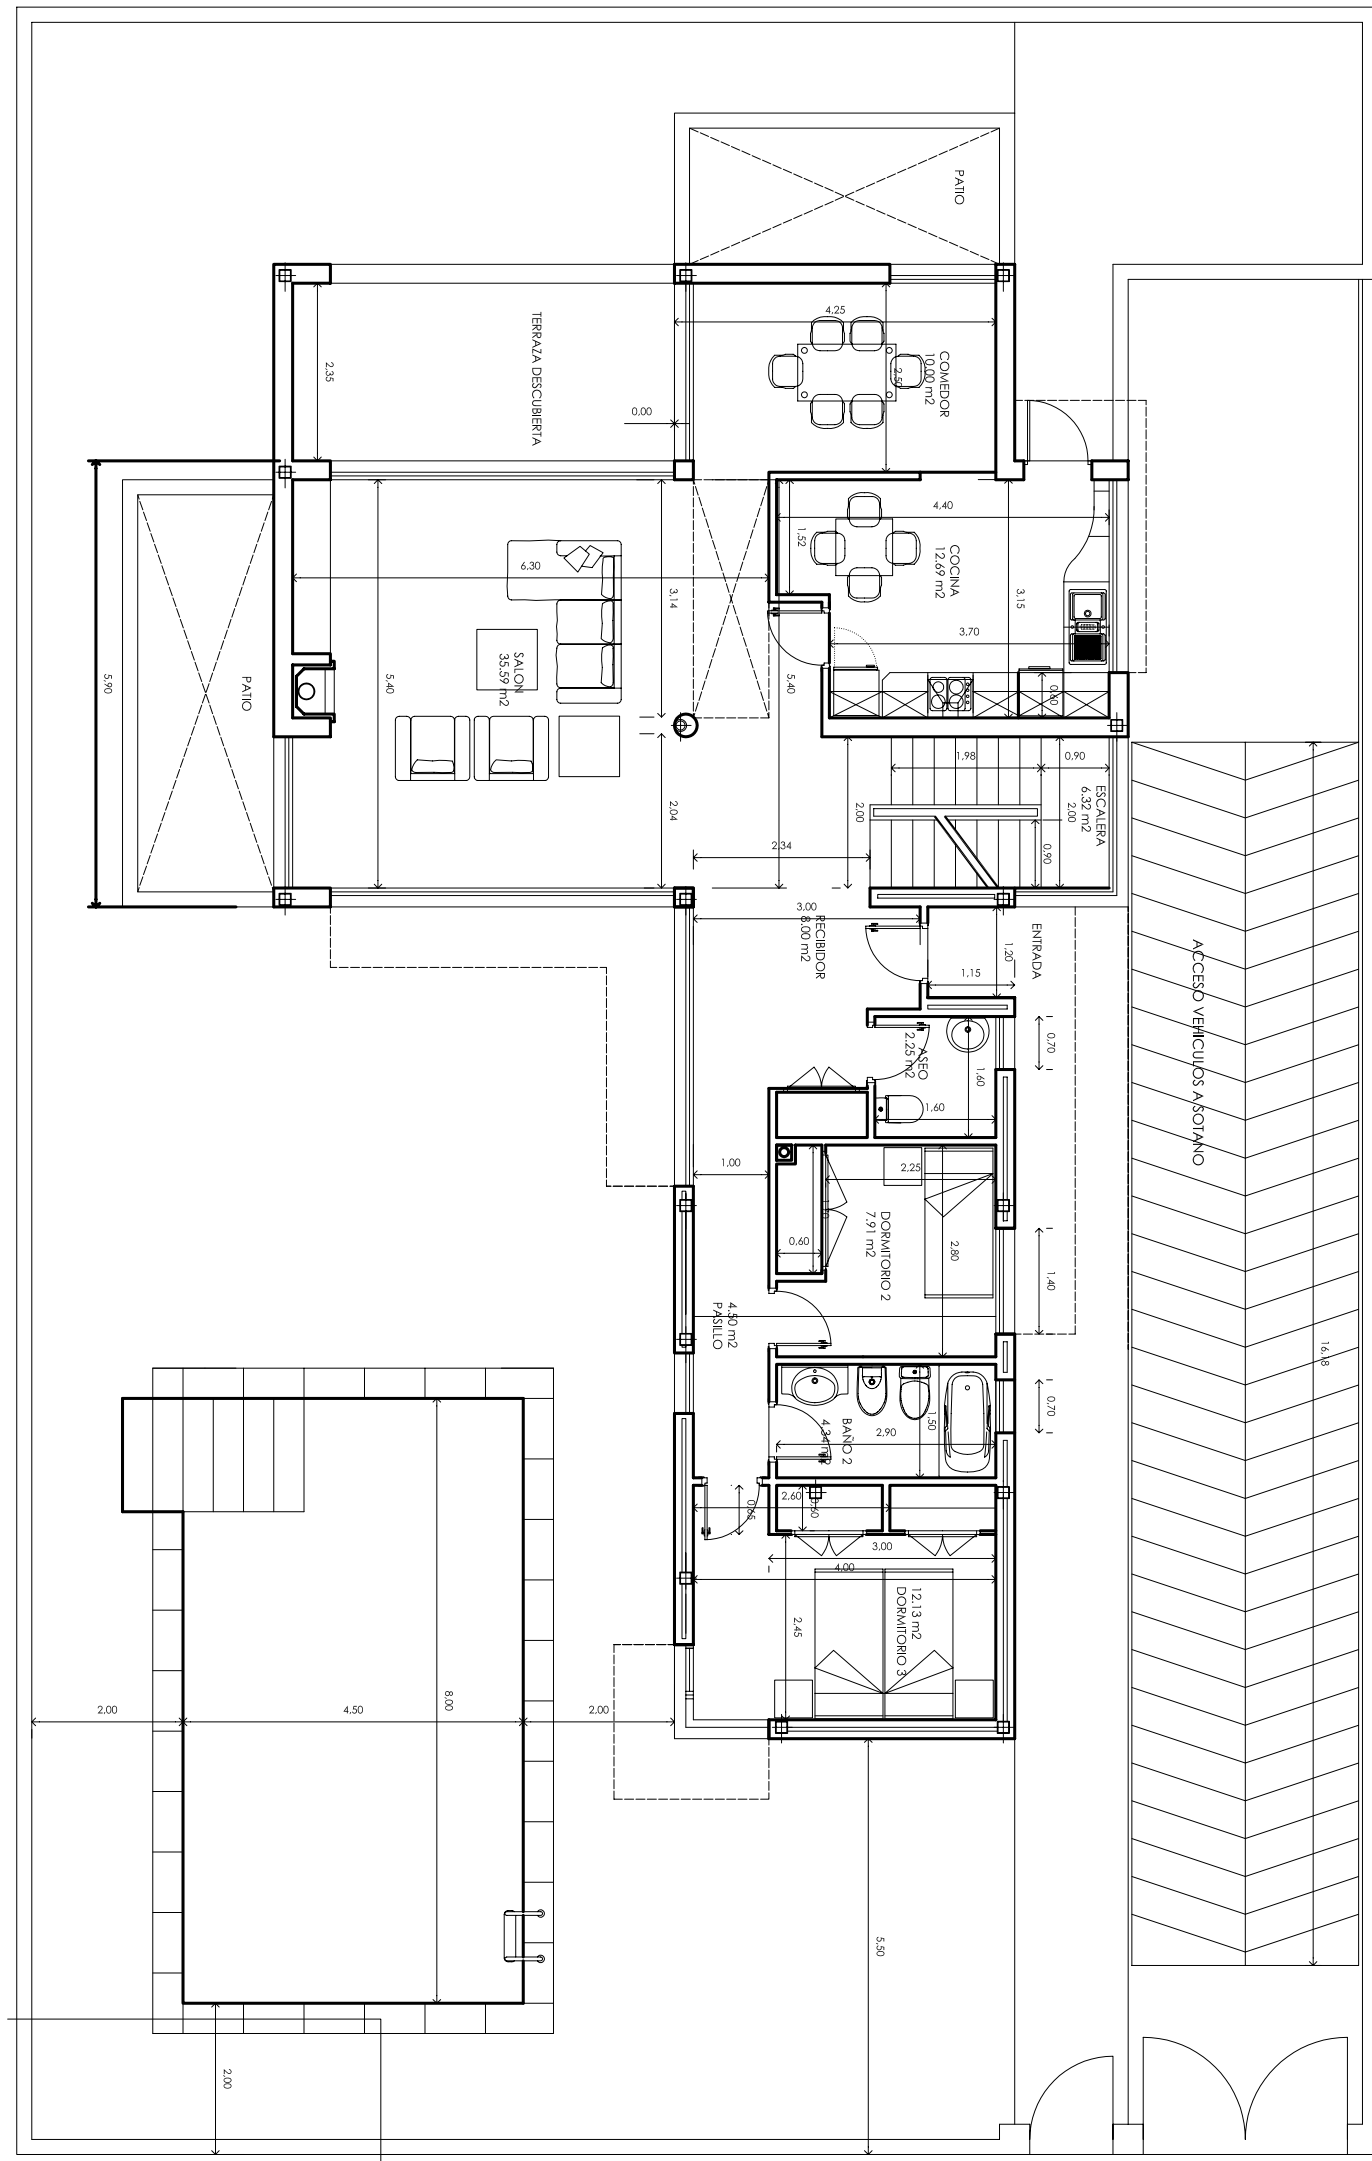 PATIO
4,25
COMEDOR
10.00 m2
2,50
TERRAZA DESCUBIERTA
2,35
0,00
4,40
1,52
COCINA
12.69 m2
3,15
3,70
0,60
6,30
3,14
SALON
35.59 m2
5,40
5,40
PATIO
5,90
2,04
2,00
2,34
1,98
0,90
ESCALERA
6.32 m2
2,00
0,90
3,00
RECIBIDOR
8.00 m2
ENTRADA
1,20
1,15
ACCESO VEHICULOS A SOTANO
16,18
0,70
ASEO
2.25 m2
1,60
1,60
1,00
2,25
0,60
DORMITORIO 2
7.91 m2
2,80
1,40
4.50 m2
PASILLO
0,70
BAÑO 2
4.34 m2
1,50
2,90
2,60
0,60
0,65
3,00
4,00
12.13 m2
DORMITORIO 3
2,45
2,00
4,50
8,00
2,00
5,50
2,00